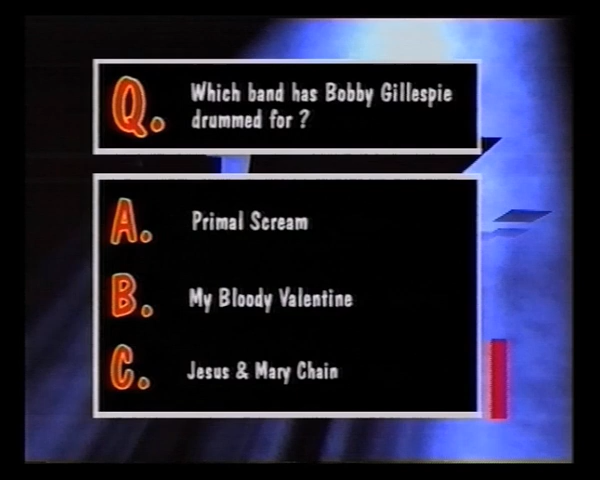 Q. Which band has Bobby Gillespie
drummed for ?
A. Primal Scream
B. My Bloody Valentine
C. Jesus & Mary Chain